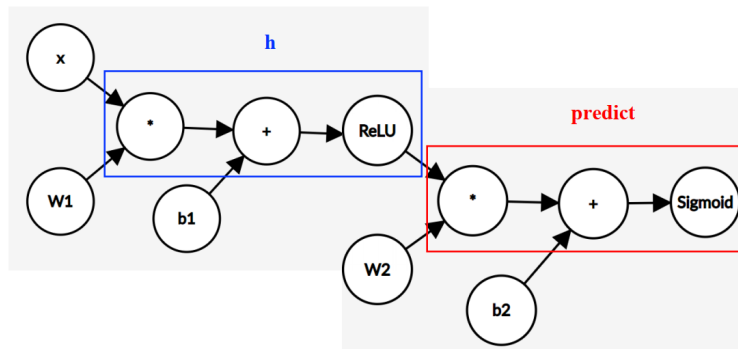 h
x
*
+
ReLU
W1
b1
predict
*
+
Sigmoid
W2
b2